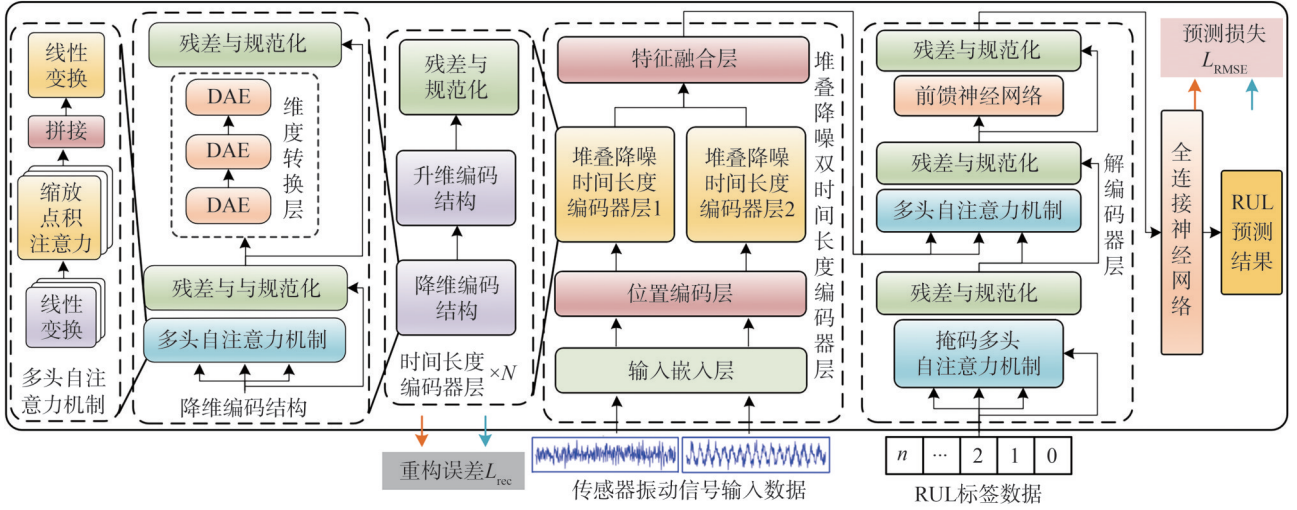 线性
变换
拼接
缩放
点积
注意力
线性
变换
多头自注
意力机制
残差与规范化
DAE
DAE
DAE
维度转换层
残差与与规范化
多头自注意力机制
降维编码结构
残差与
规范化
升维编码
结构
降维编码
结构
时间长度
编码器层 ×N
重构误差L_rec
特征融合层
堆叠降噪
时间长度
编码器层1
堆叠降噪
时间长度
编码器层2
位置编码层
输入嵌入层
堆叠降噪双时间长度编码器层
传感器振动信号输入数据
残差与规范化
前馈神经网络
残差与规范化
多头自注意力机制
残差与规范化
掩码多头
自注意力机制
解编码器层
n ... 2 1 0
RUL标签数据
预测损失
L_RMSE
全连接神经网络
RUL
预测
结果